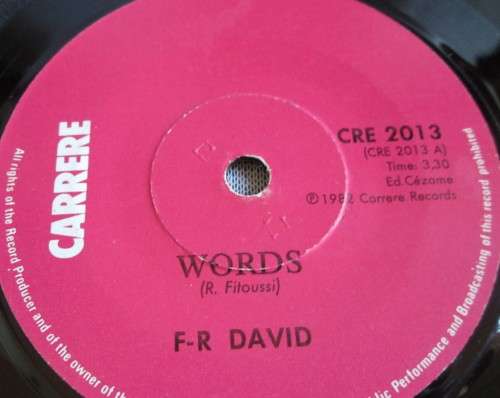 CARRERE
CRE 2013
(CRE 2013 A)
Time: 3,30
Ed. Cézame
℗ 1982 Carrere Records
WORDS
(R. Fitoussi)
F-R DAVID
All rights of the Record Producer and of the owner of the
Public Performance and Broadcasting of this record prohibited